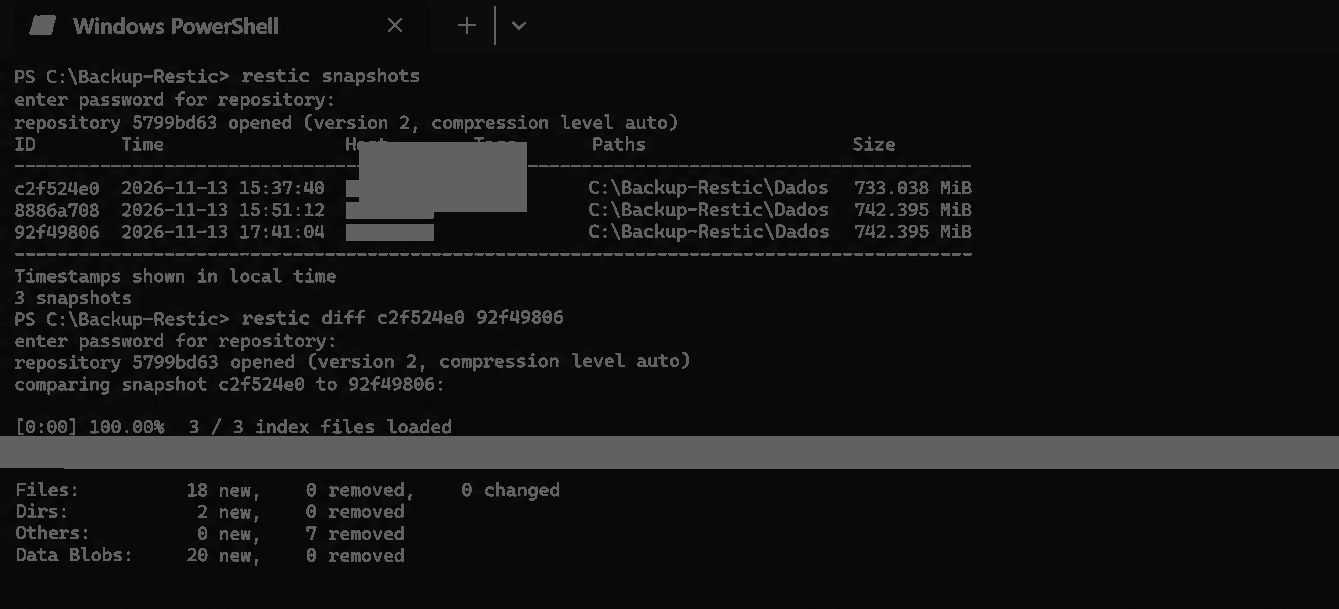 Windows PowerShell
PS C:\Backup-Restic> restic snapshots
enter password for repository:
repository 5799bd63 opened (version 2, compression level auto)
ID Time Host Tags Paths Size
---------------------------------------------------------------------------------------------
c2f524e0 2026-11-13 15:37:40 C:\Backup-Restic\Dados 733.038 MiB
8886a708 2026-11-13 15:51:12 C:\Backup-Restic\Dados 742.395 MiB
92f49806 2026-11-13 17:41:04 C:\Backup-Restic\Dados 742.395 MiB
---------------------------------------------------------------------------------------------
Timestamps shown in local time
3 snapshots
PS C:\Backup-Restic> restic diff c2f524e0 92f49806
enter password for repository:
repository 5799bd63 opened (version 2, compression level auto)
comparing snapshot c2f524e0 to 92f49806:
[0:00] 100.00% 3 / 3 index files loaded
Files: 18 new, 0 removed, 0 changed
Dirs: 2 new, 0 removed
Others: 0 new, 7 removed
Data Blobs: 20 new, 0 removed